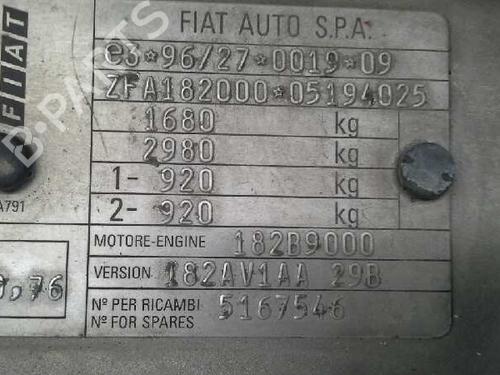 FIAT AUTO S.P.A.
e3*96/27*0019*09
ZFA182000*05194025
1680 kg
2980 kg
1- 920 kg
2- 920 kg
MOTORE-ENGINE 182B9000
VERSION 182AV1AA 29B
Nº PER RICAMBI 5167546
Nº FOR SPARES
FIAT
A791
0,76
B-PARTS